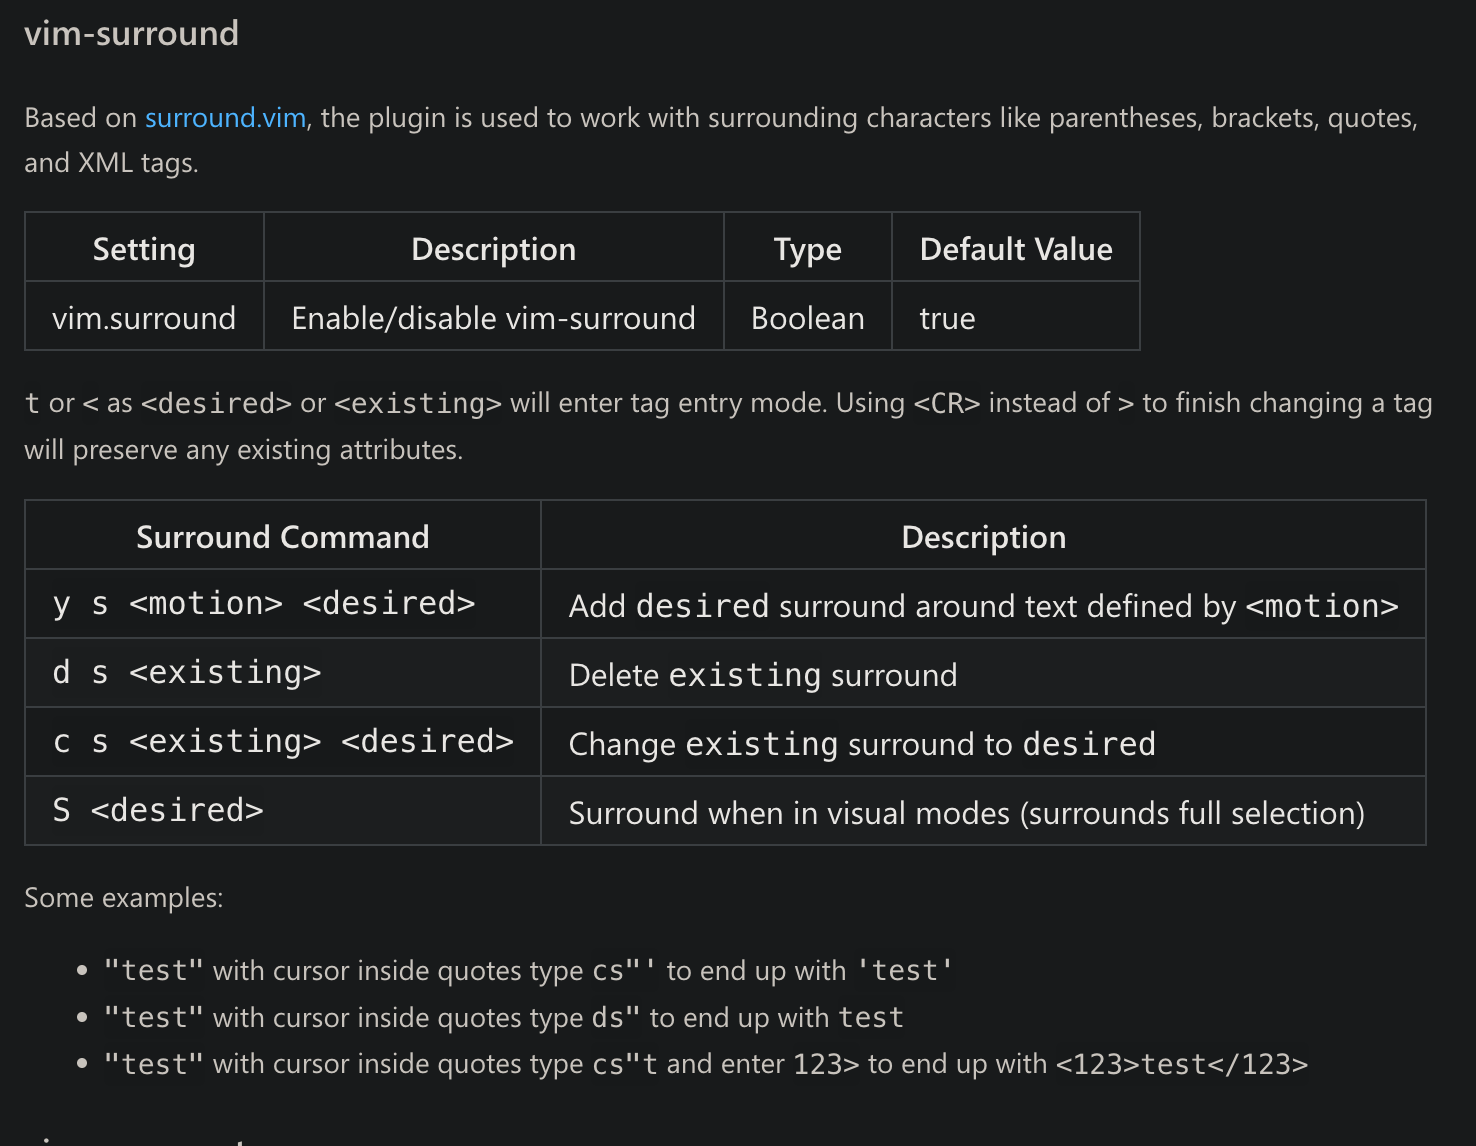 vim-surround
Based on surround.vim, the plugin is used to work with surrounding characters like parentheses, brackets, quotes,
and XML tags.
Setting Description Type Default Value
vim.surround Enable/disable vim-surround Boolean true
t or < as <desired> or <existing> will enter tag entry mode. Using <CR> instead of > to finish changing a tag
will preserve any existing attributes.
Surround Command Description
y s <motion> <desired> Add desired surround around text defined by <motion>
d s <existing> Delete existing surround
c s <existing> <desired> Change existing surround to desired
S <desired> Surround when in visual modes (surrounds full selection)
Some examples:
• "test" with cursor inside quotes type cs"' to end up with 'test'
• "test" with cursor inside quotes type ds" to end up with test
• "test" with cursor inside quotes type cs"t and enter 123> to end up with <123>test</123>